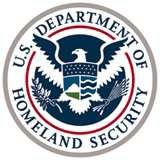 U.S. DEPARTMENT OF
HOMELAND SECURITY